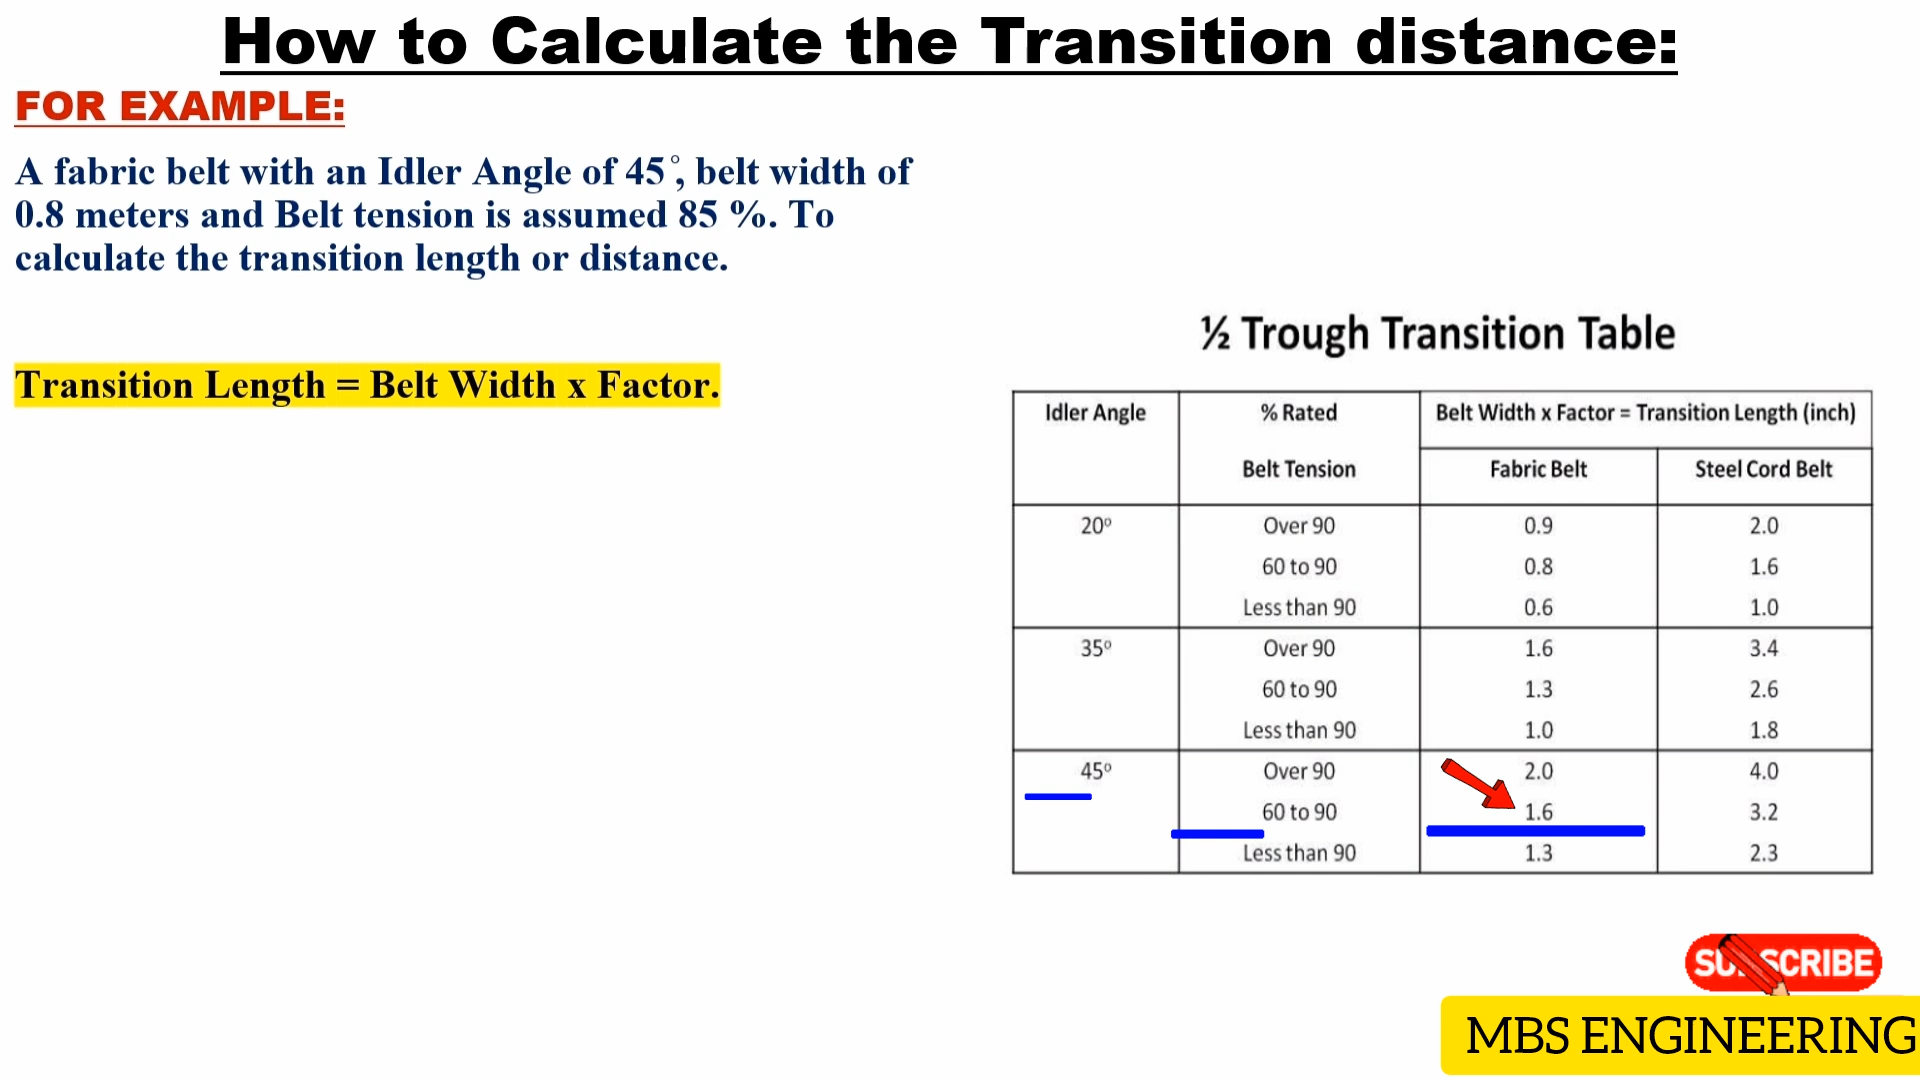 How to Calculate the Transition distance:
FOR EXAMPLE:
A fabric belt with an Idler Angle of 45°, belt width of
0.8 meters and Belt tension is assumed 85 %. To
calculate the transition length or distance.
Transition Length = Belt Width x Factor.
½ Trough Transition Table
Idler Angle % Rated Belt Width x Factor = Transition Length (inch)
Belt Tension Fabric Belt Steel Cord Belt
20° Over 90 0.9 2.0
60 to 90 0.8 1.6
Less than 90 0.6 1.0
35° Over 90 1.6 3.4
60 to 90 1.3 2.6
Less than 90 1.0 1.8
45° Over 90 2.0 4.0
60 to 90 1.6 3.2
Less than 90 1.3 2.3
SUBSCRIBE
MBS ENGINEERING